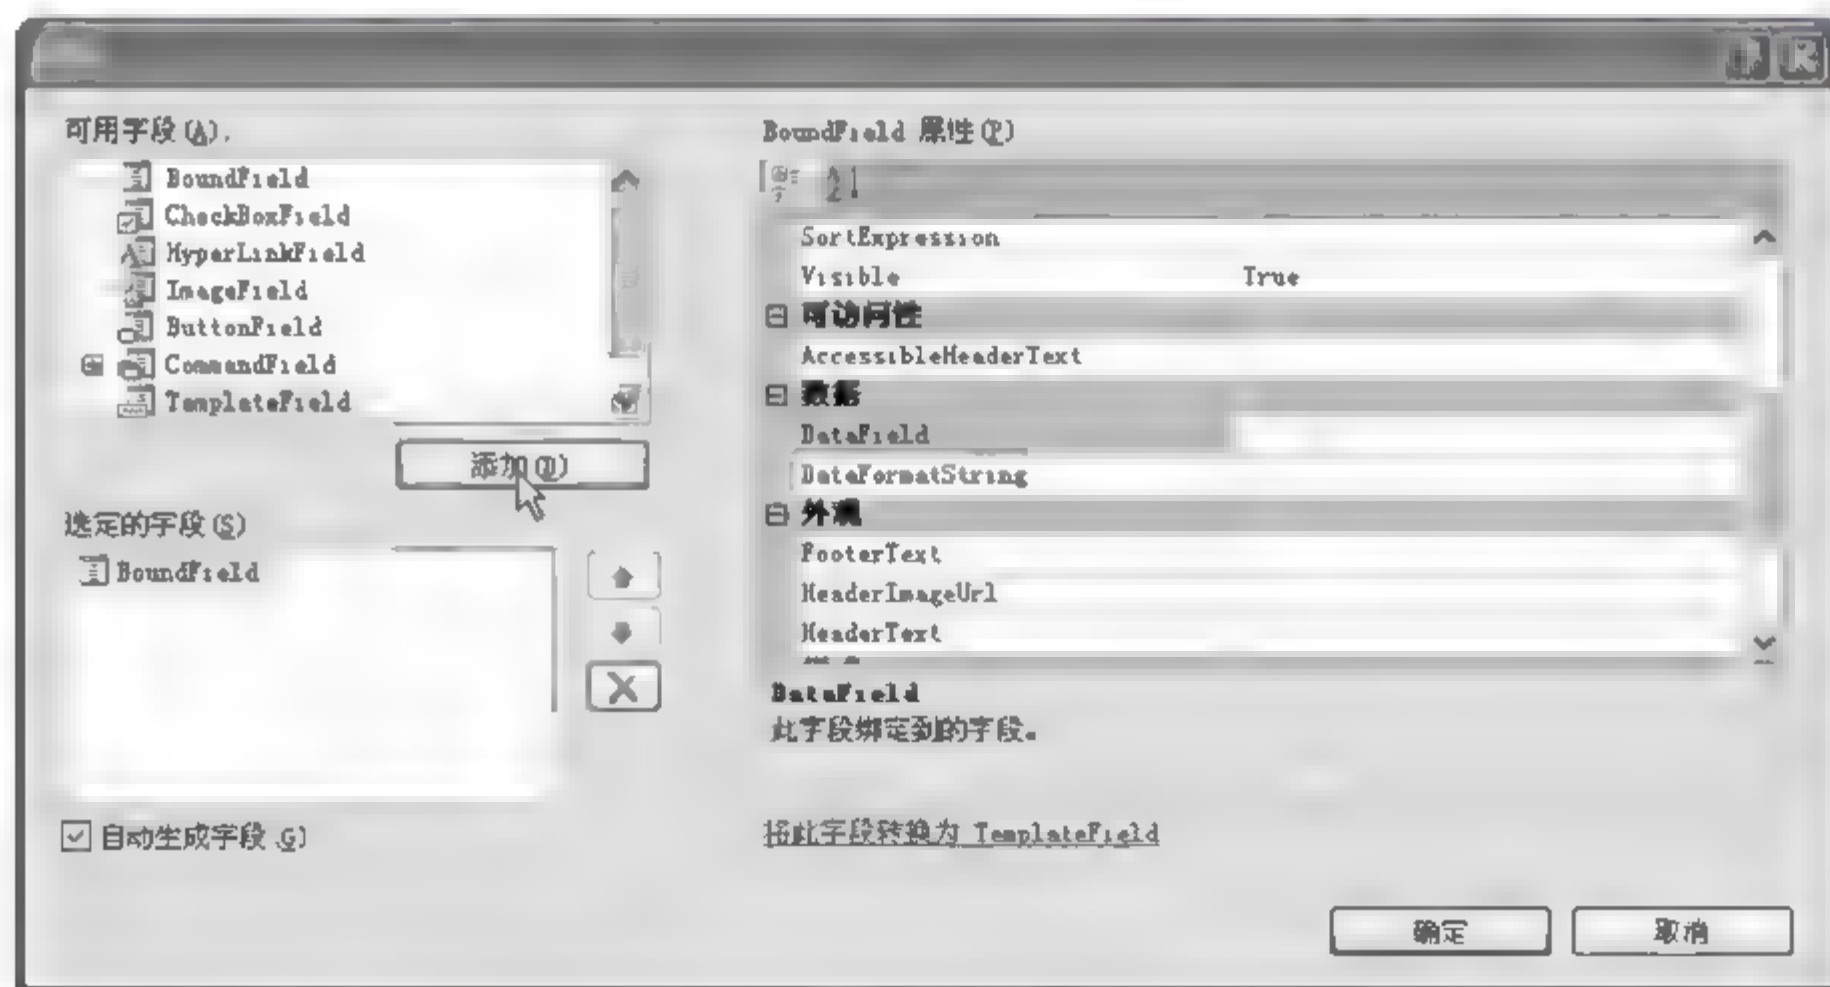 可用字段(A).
BoundField
CheckBoxField
HyperLinkField
ImageField
ButtonField
CommandField
TemplateField
添加(D)
选定的字段(S)
BoundField
自动生成字段.G)
BoundField 属性(P)
SortExpression
Visible True
可访问性
AccessibleHeaderText
数据
DataField
DataFormatString
外观
FooterText
HeaderImageUrl
HeaderText
DataField
此字段绑定到的字段。
将此字段转换为 TemplateField
确定
取消